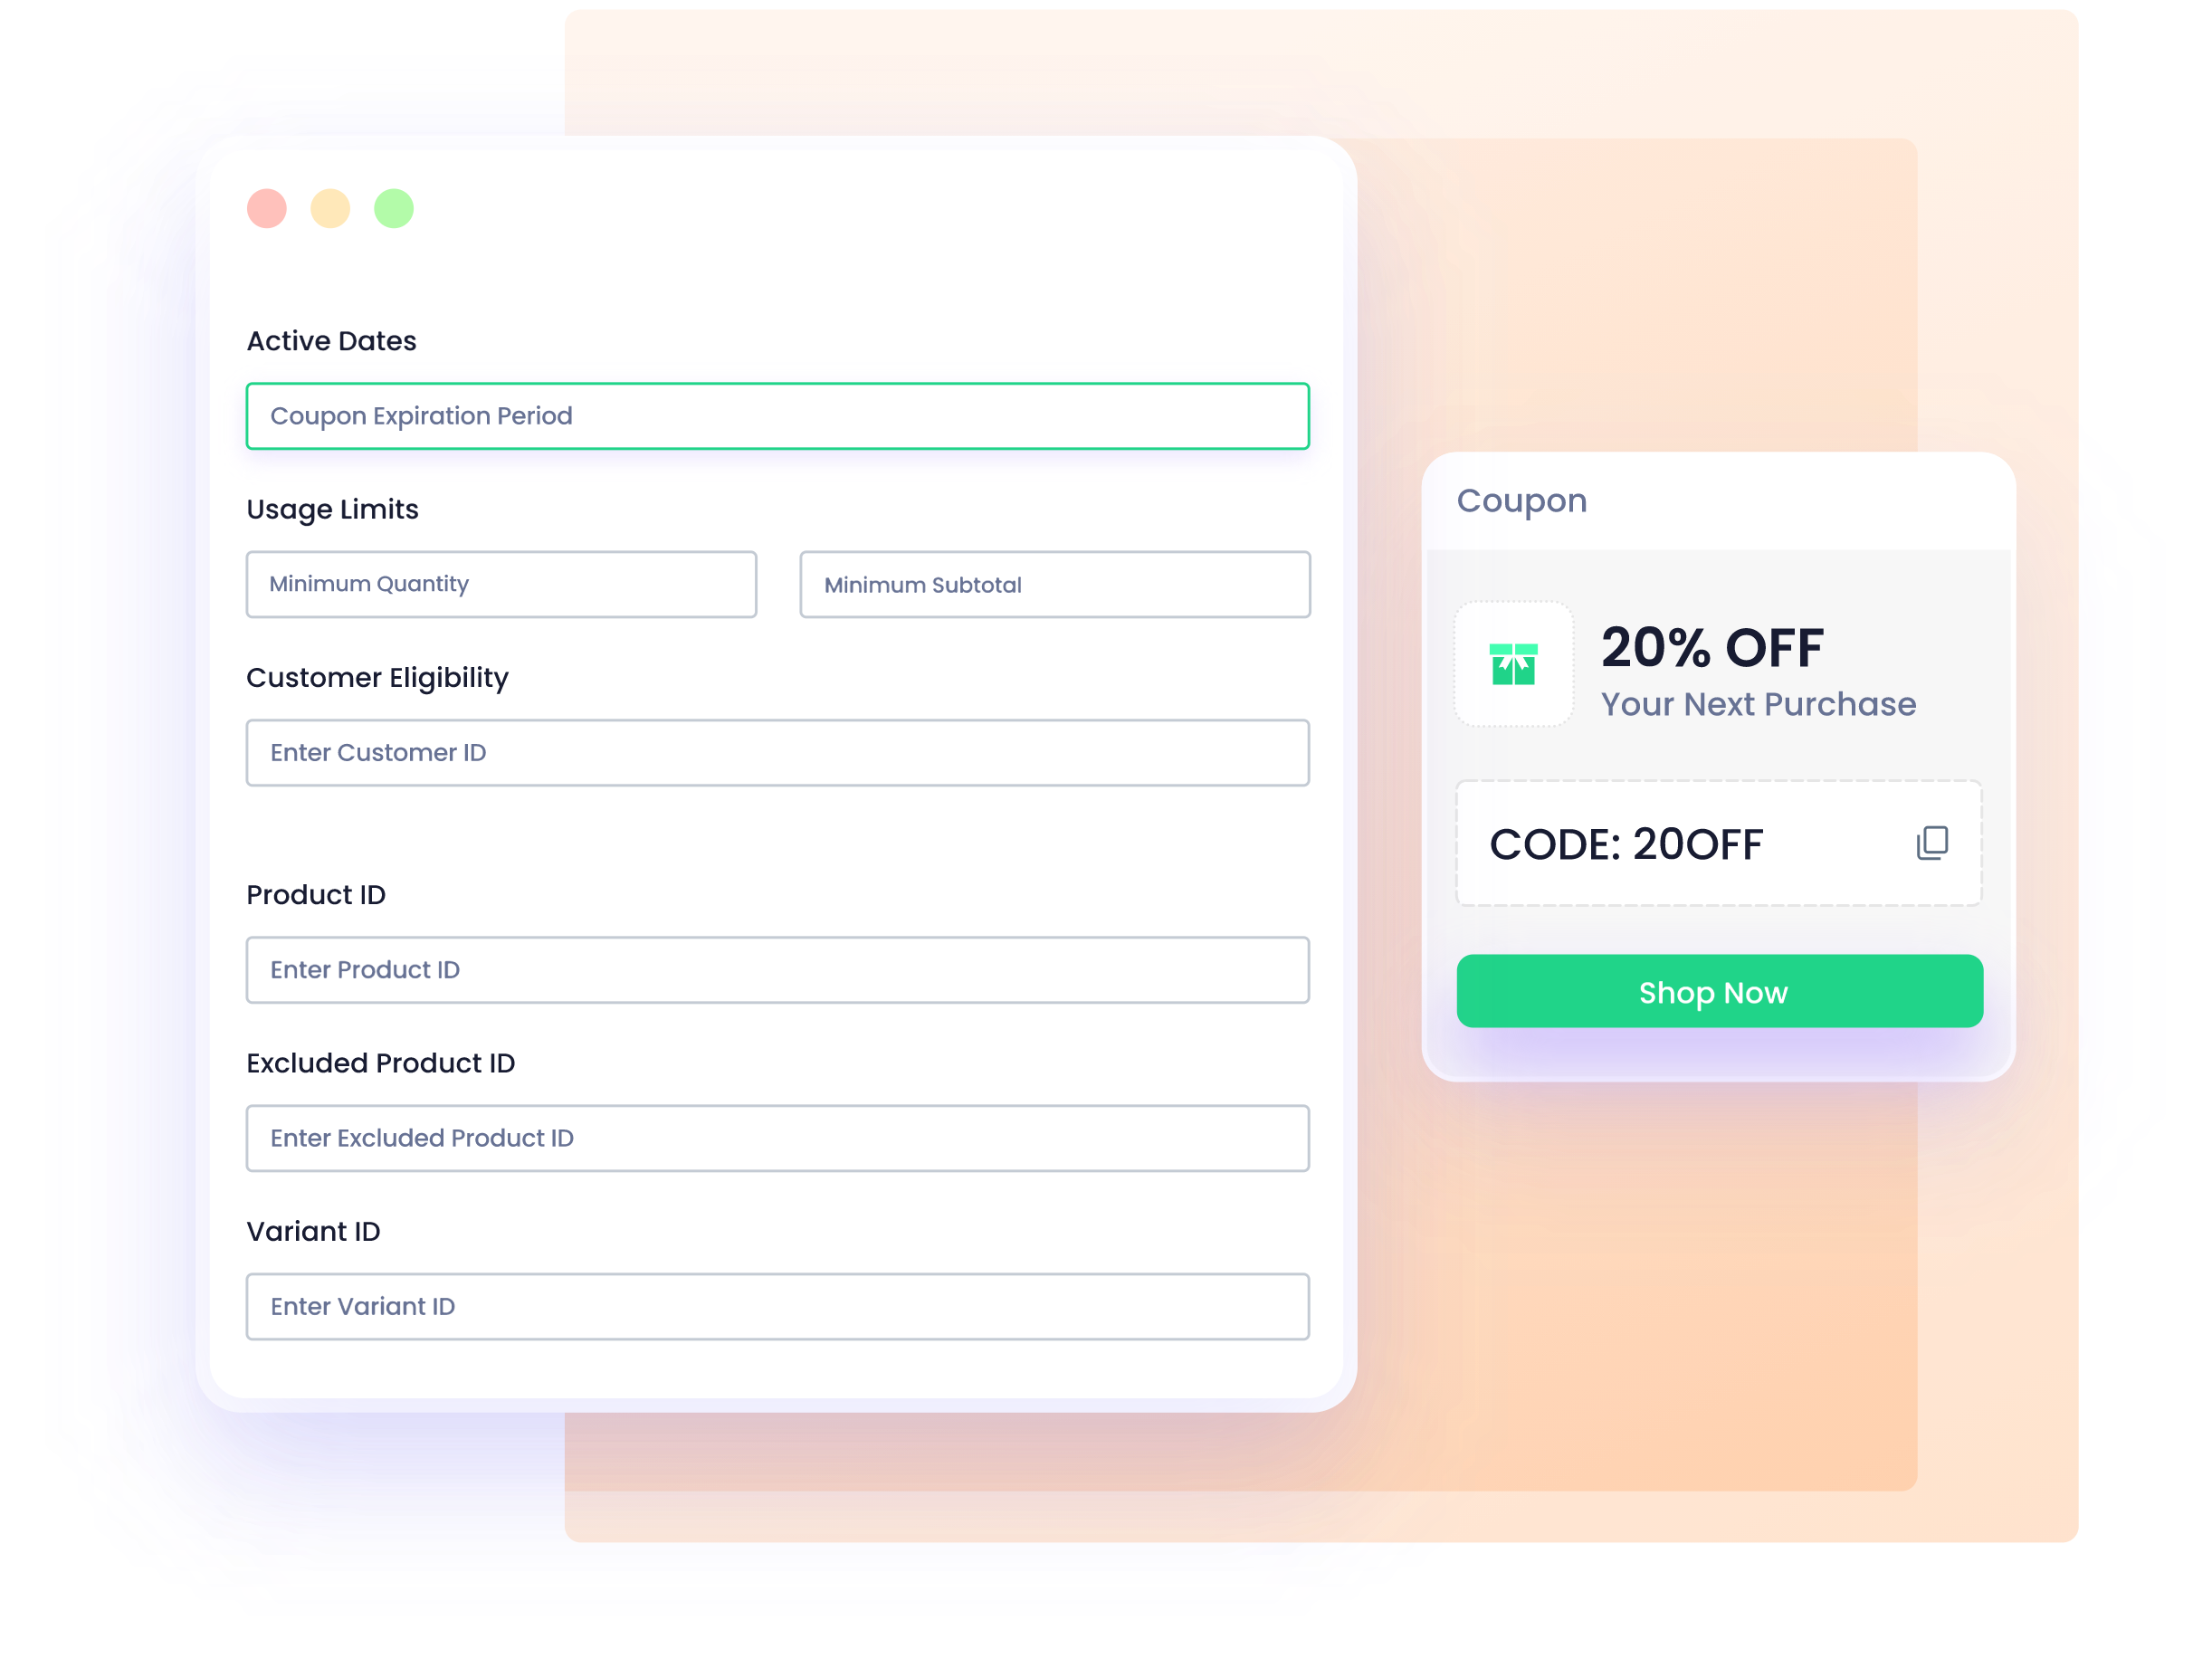 Active Dates
Coupon Expiration Period
Usage Limits
Minimum Quantity
Minimum Subtotal
Customer Eligibility
Enter Customer ID
Product ID
Enter Product ID
Excluded Product ID
Enter Excluded Product ID
Variant ID
Enter Variant ID
Coupon
20% OFF
Your Next Purchase
CODE: 20OFF
Shop Now